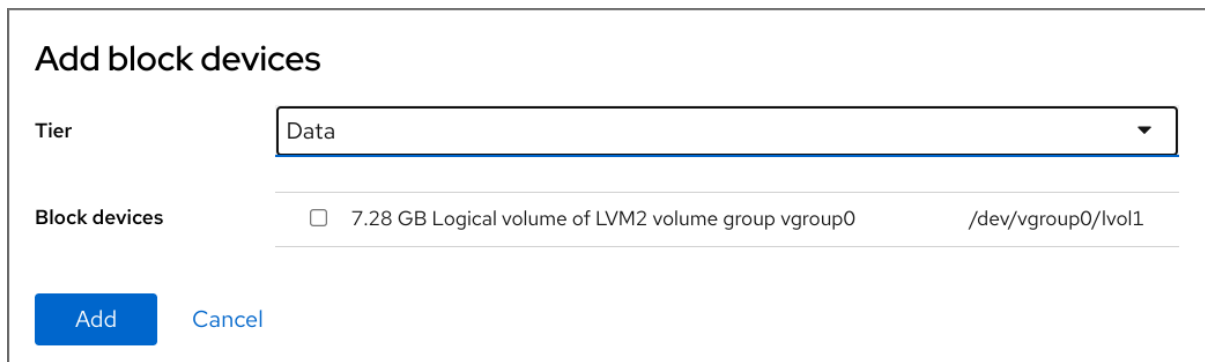 Add block devices
Tier Data
Block devices 7.28 GB Logical volume of LVM2 volume group vgroup0 /dev/vgroup0/lvol1
Add Cancel